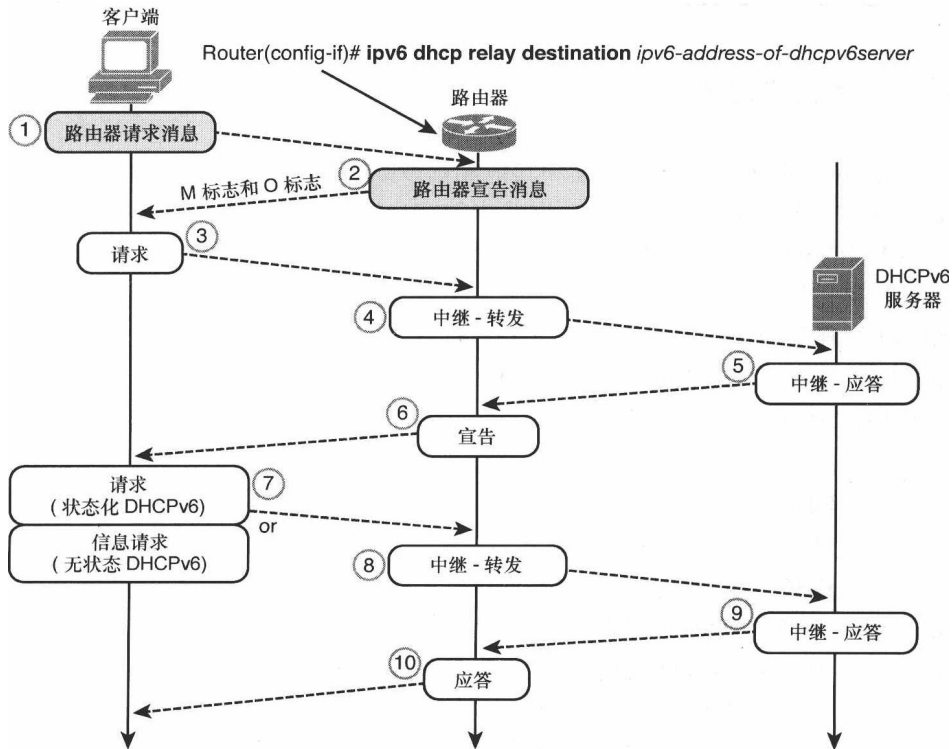 客户端
Router(config-if)# ipv6 dhcp relay destination ipv6-address-of-dhcpv6server
路由器
① 路由器请求消息
② 路由器宣告消息
M 标志和 O 标志
③ 请求
DHCPv6
服务器
④ 中继 - 转发
⑤ 中继 - 应答
⑥ 宣告
⑦ 请求
( 状态化 DHCPv6)
or
信息请求
( 无状态 DHCPv6)
⑧ 中继 - 转发
⑨ 中继 - 应答
⑩ 应答